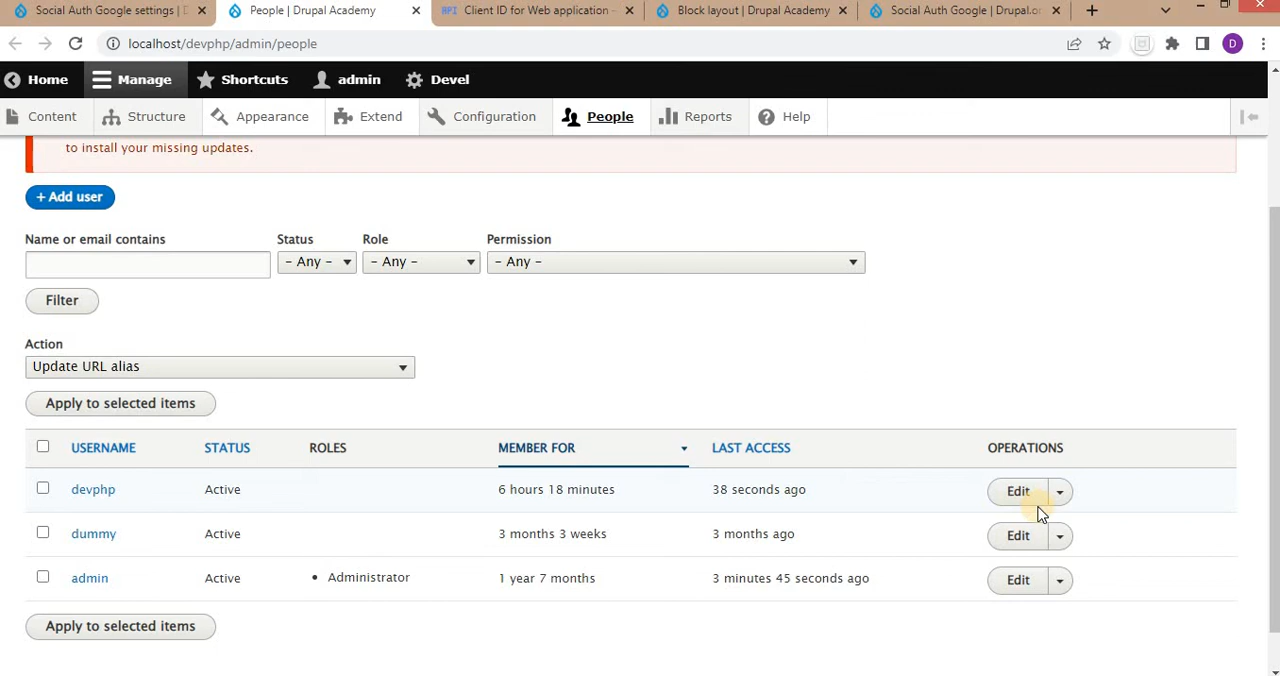 Social Auth Google settings | D
People | Drupal Academy
API Client ID for Web application -
Block layout | Drupal Academy
Social Auth Google | Drupal.or
localhost/devphp/admin/people
D
Home
Manage
Shortcuts
admin
Devel
Content
Structure
Appearance
Extend
Configuration
People
Reports
Help
to install your missing updates.
+ Add user
Name or email contains
Status
Role
Permission
- Any -
- Any -
- Any -
Filter
Action
Update URL alias
Apply to selected items
USERNAME STATUS ROLES MEMBER FOR LAST ACCESS OPERATIONS
devphp Active 6 hours 18 minutes 38 seconds ago Edit
dummy Active 3 months 3 weeks 3 months ago Edit
admin Active • Administrator 1 year 7 months 3 minutes 45 seconds ago Edit
Apply to selected items